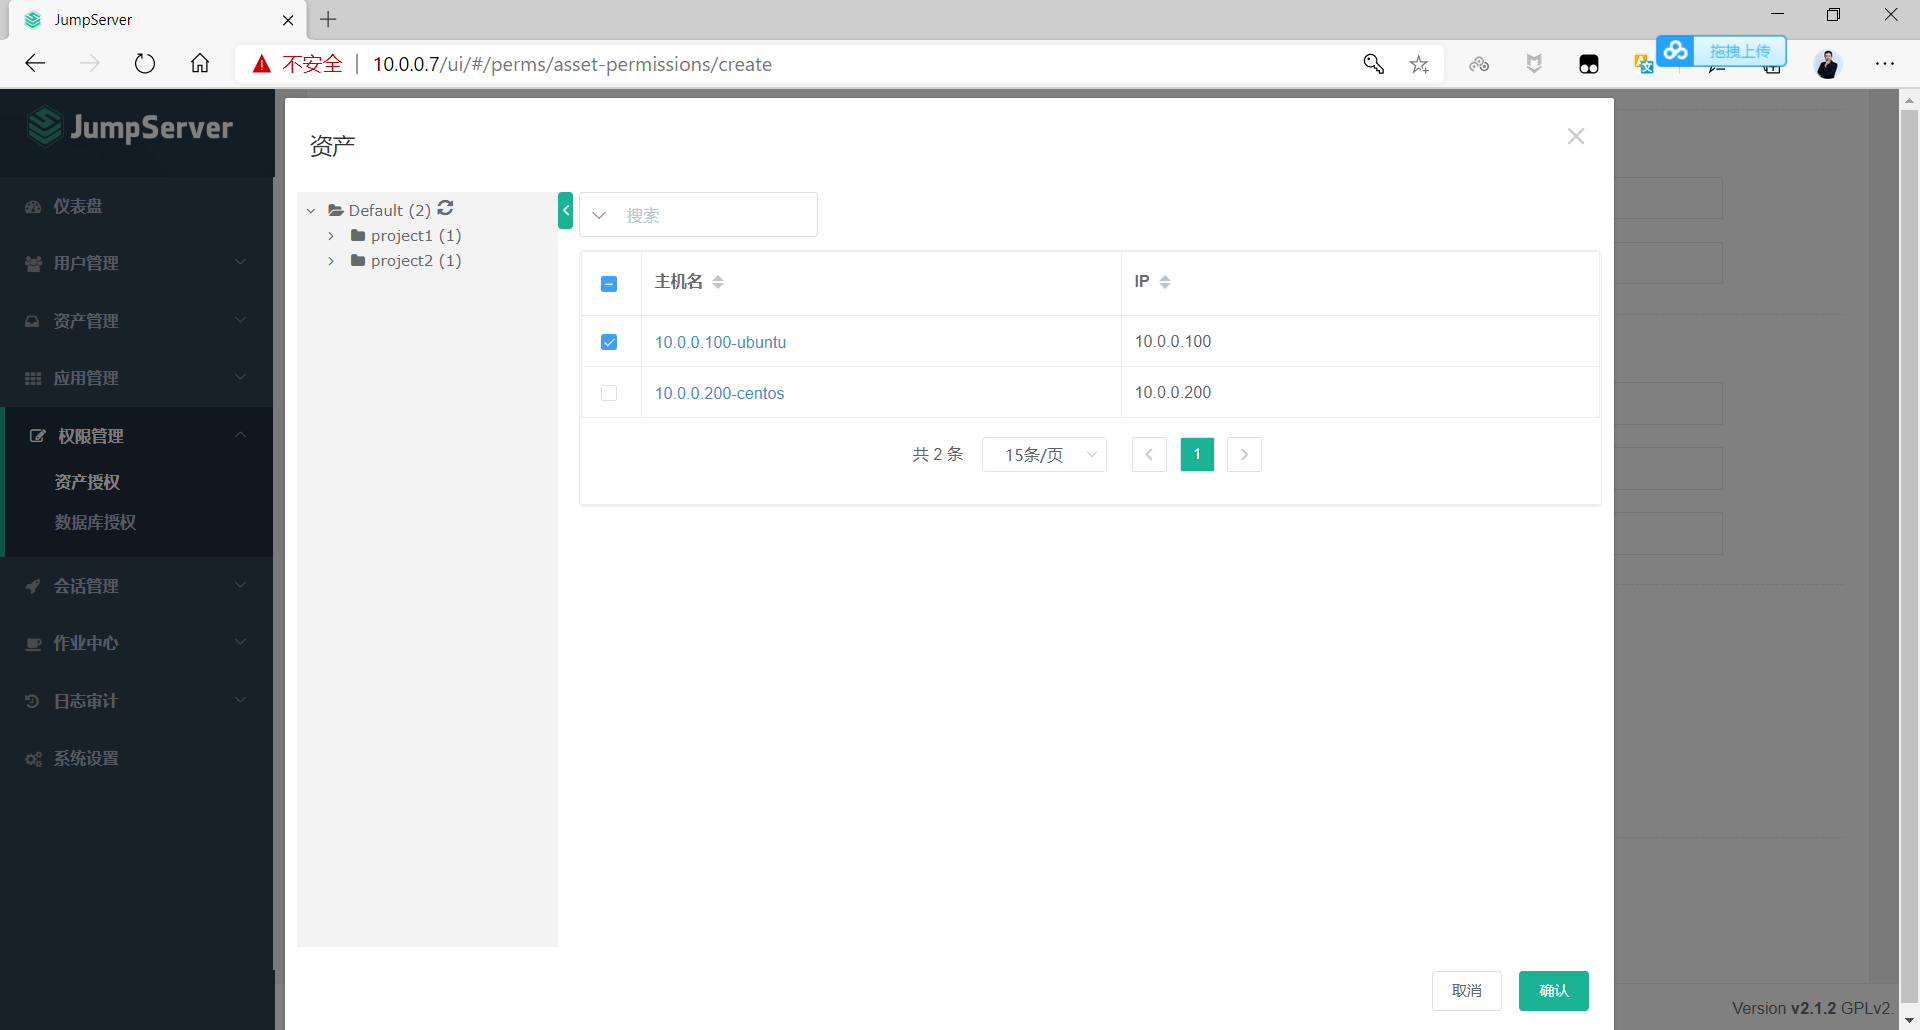 JumpServer
不安全 | 10.0.0.7/ui/#/perms/asset-permissions/create
拖拽上传
JumpServer
仪表盘
用户管理
资产管理
应用管理
权限管理
资产授权
数据库授权
会话管理
作业中心
日志审计
系统设置
资产
Default (2)
project1 (1)
project2 (1)
搜索
主机名 IP
10.0.0.100-ubuntu 10.0.0.100
10.0.0.200-centos 10.0.0.200
共 2 条 15条/页 1
取消 确认
Version v2.1.2 GPLv2.